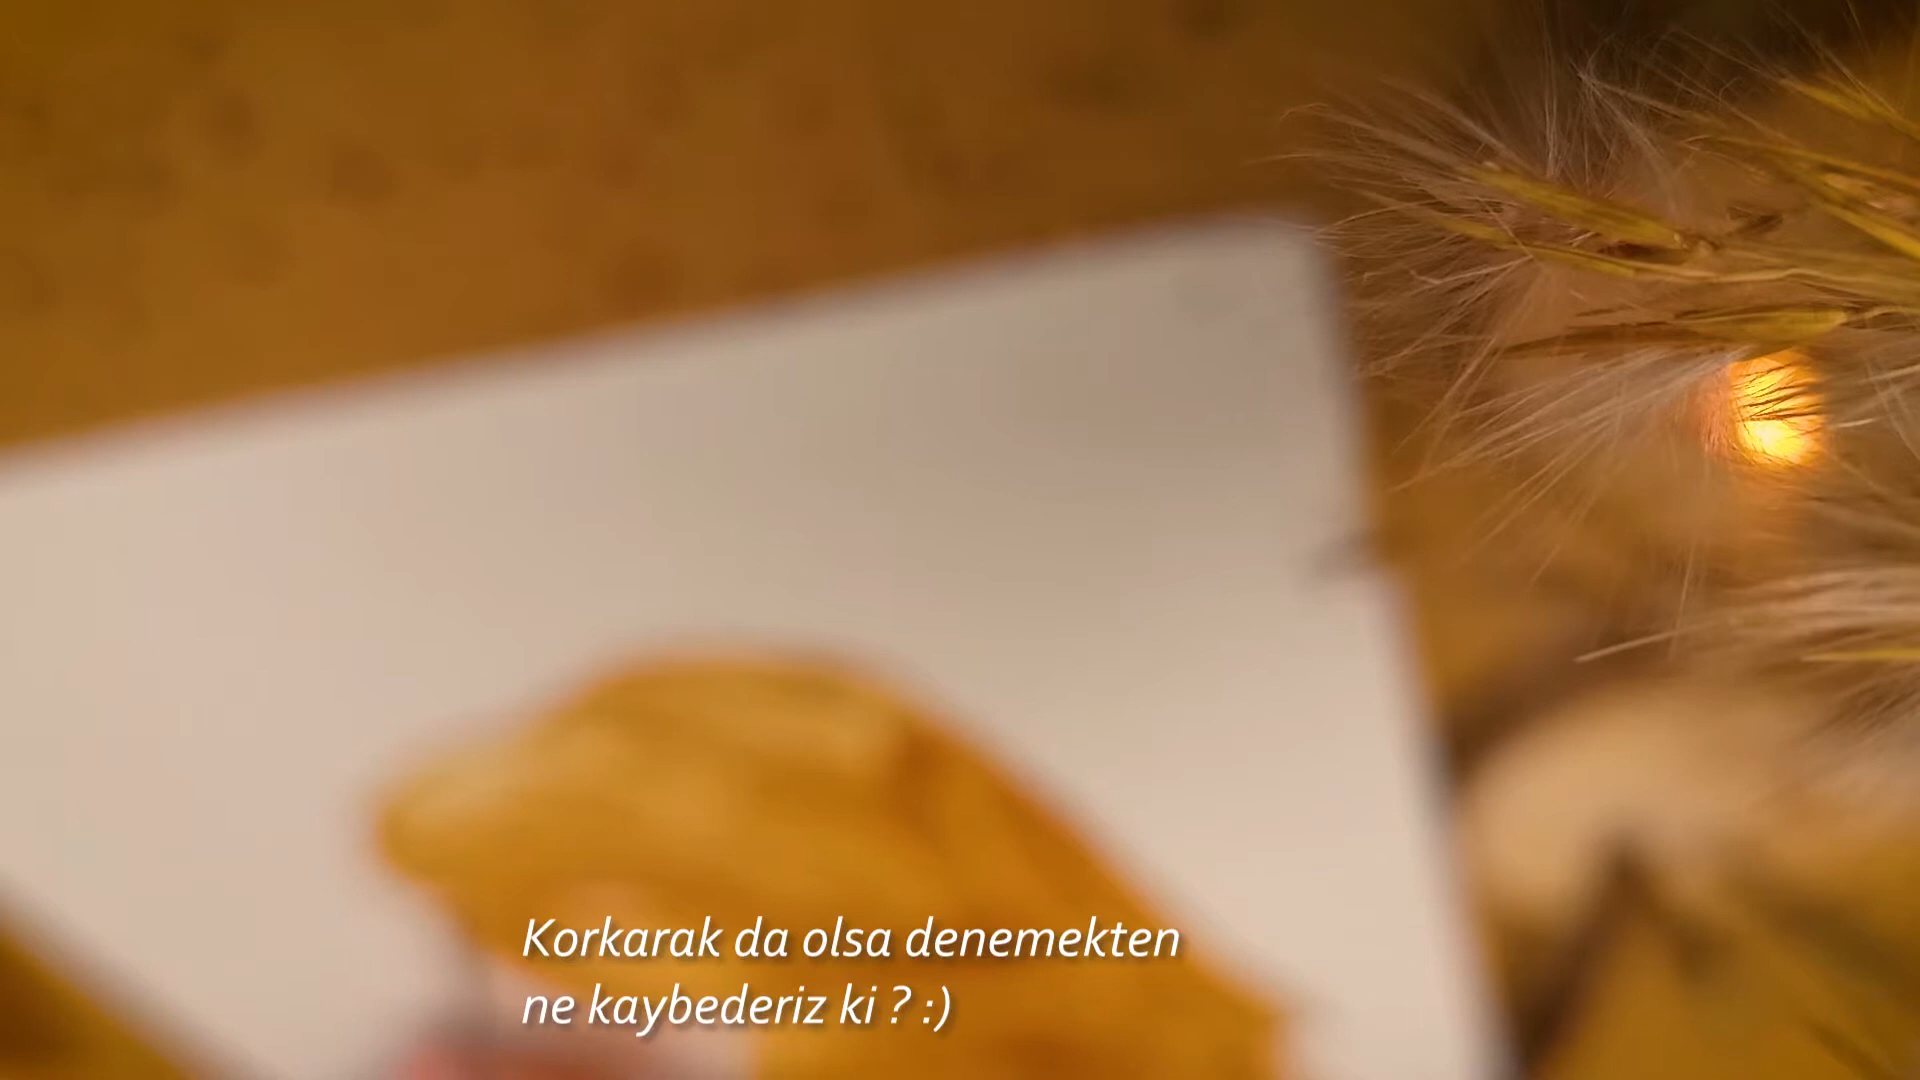 Korkarak da olsa denemekten
ne kaybederiz ki ? :)